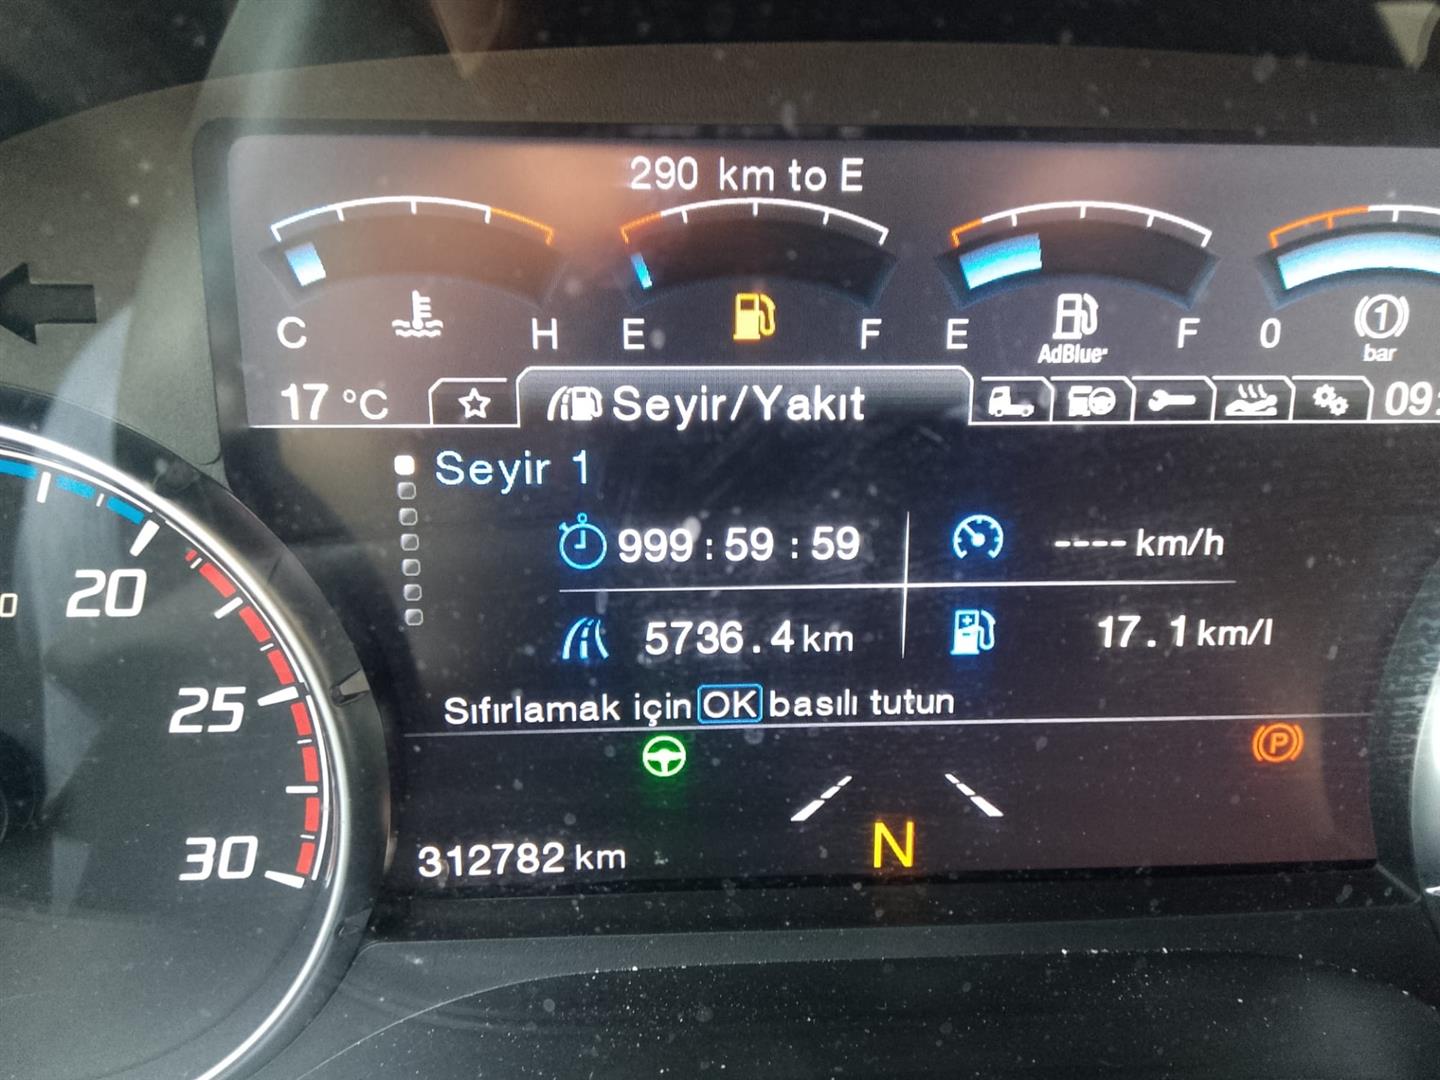 290 km to E
C H E F E AdBlue F 0 1 bar
17 °C Seyir/Yakıt 09:
Seyir 1
999:59:59 ---- km/h
5736.4 km 17.1 km/l
Sıfırlamak için OK basılı tutun
P
312782 km N
20
25
30